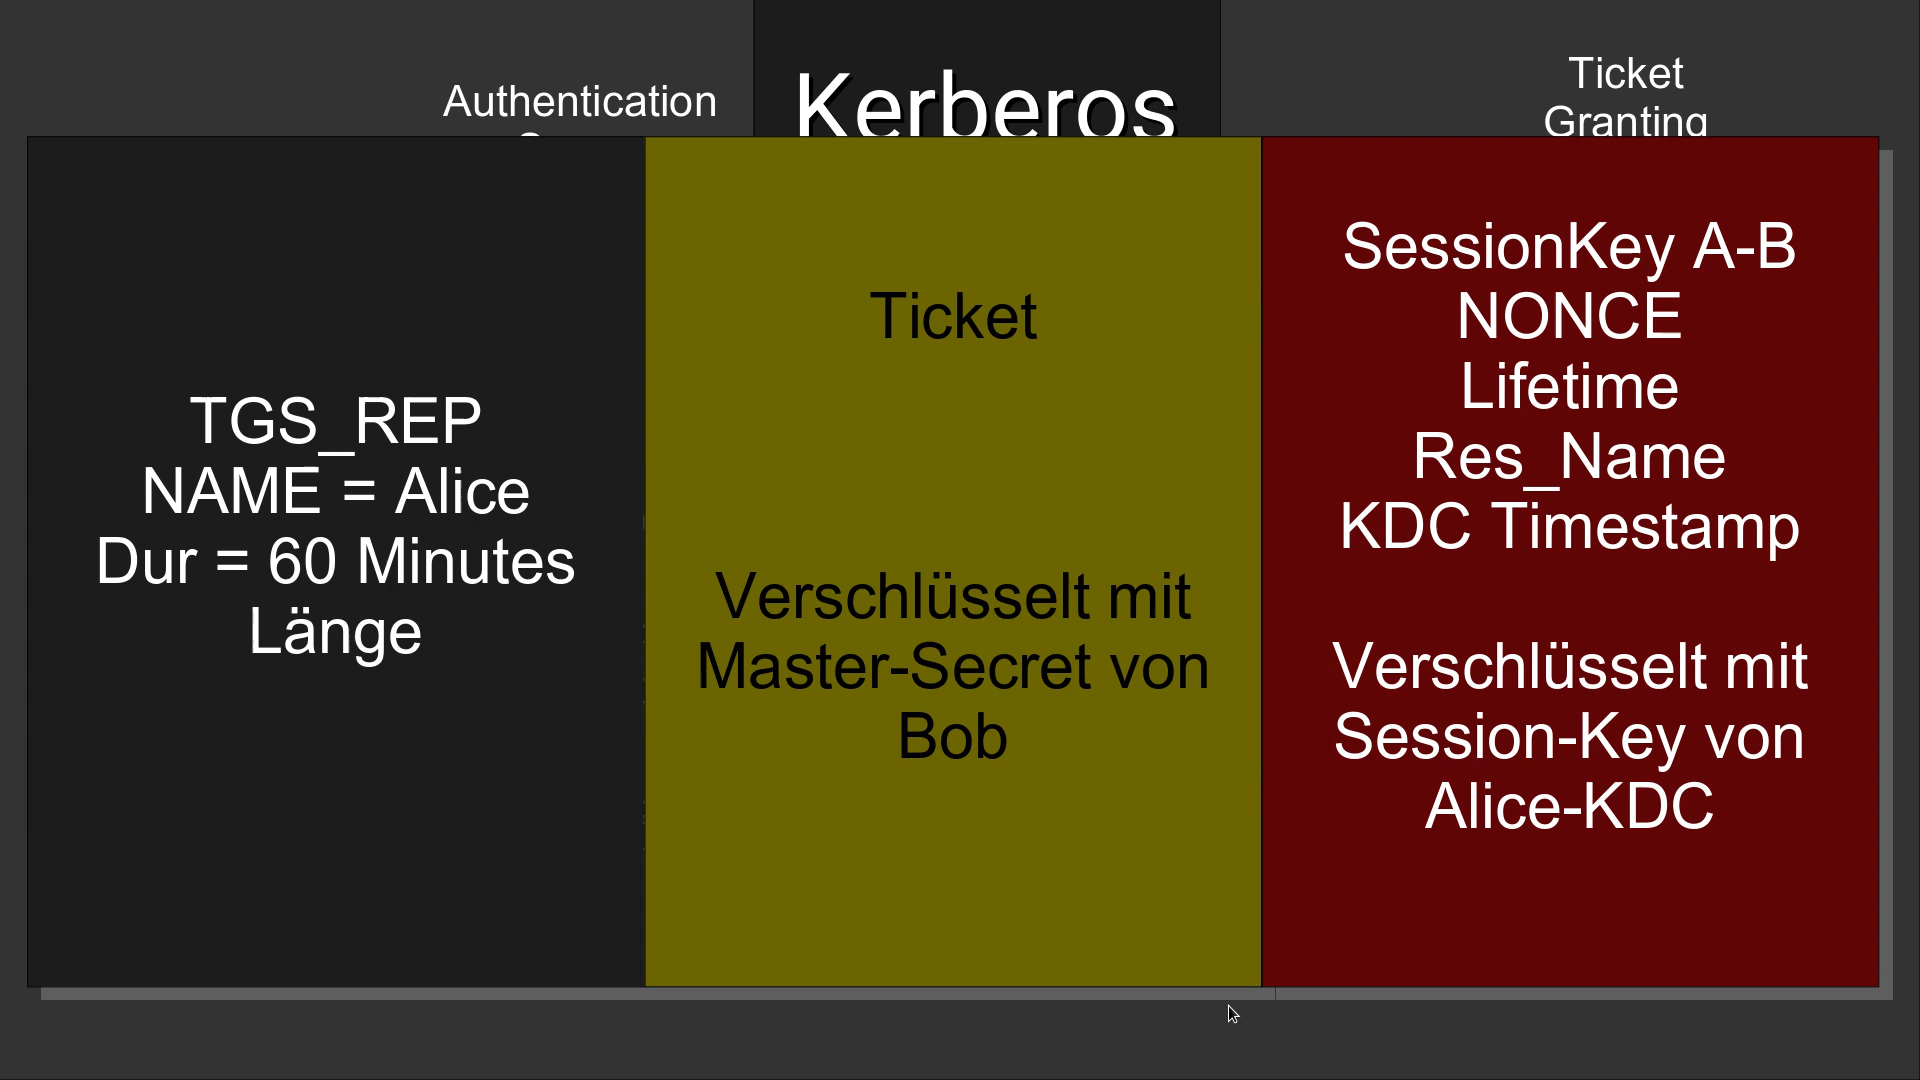 Authentication
Kerberos
Ticket
Granting
TGS_REP
NAME = Alice
Dur = 60 Minutes
Länge
Ticket
Verschlüsselt mit
Master-Secret von
Bob
SessionKey A-B
NONCE
Lifetime
Res_Name
KDC Timestamp
Verschlüsselt mit
Session-Key von
Alice-KDC